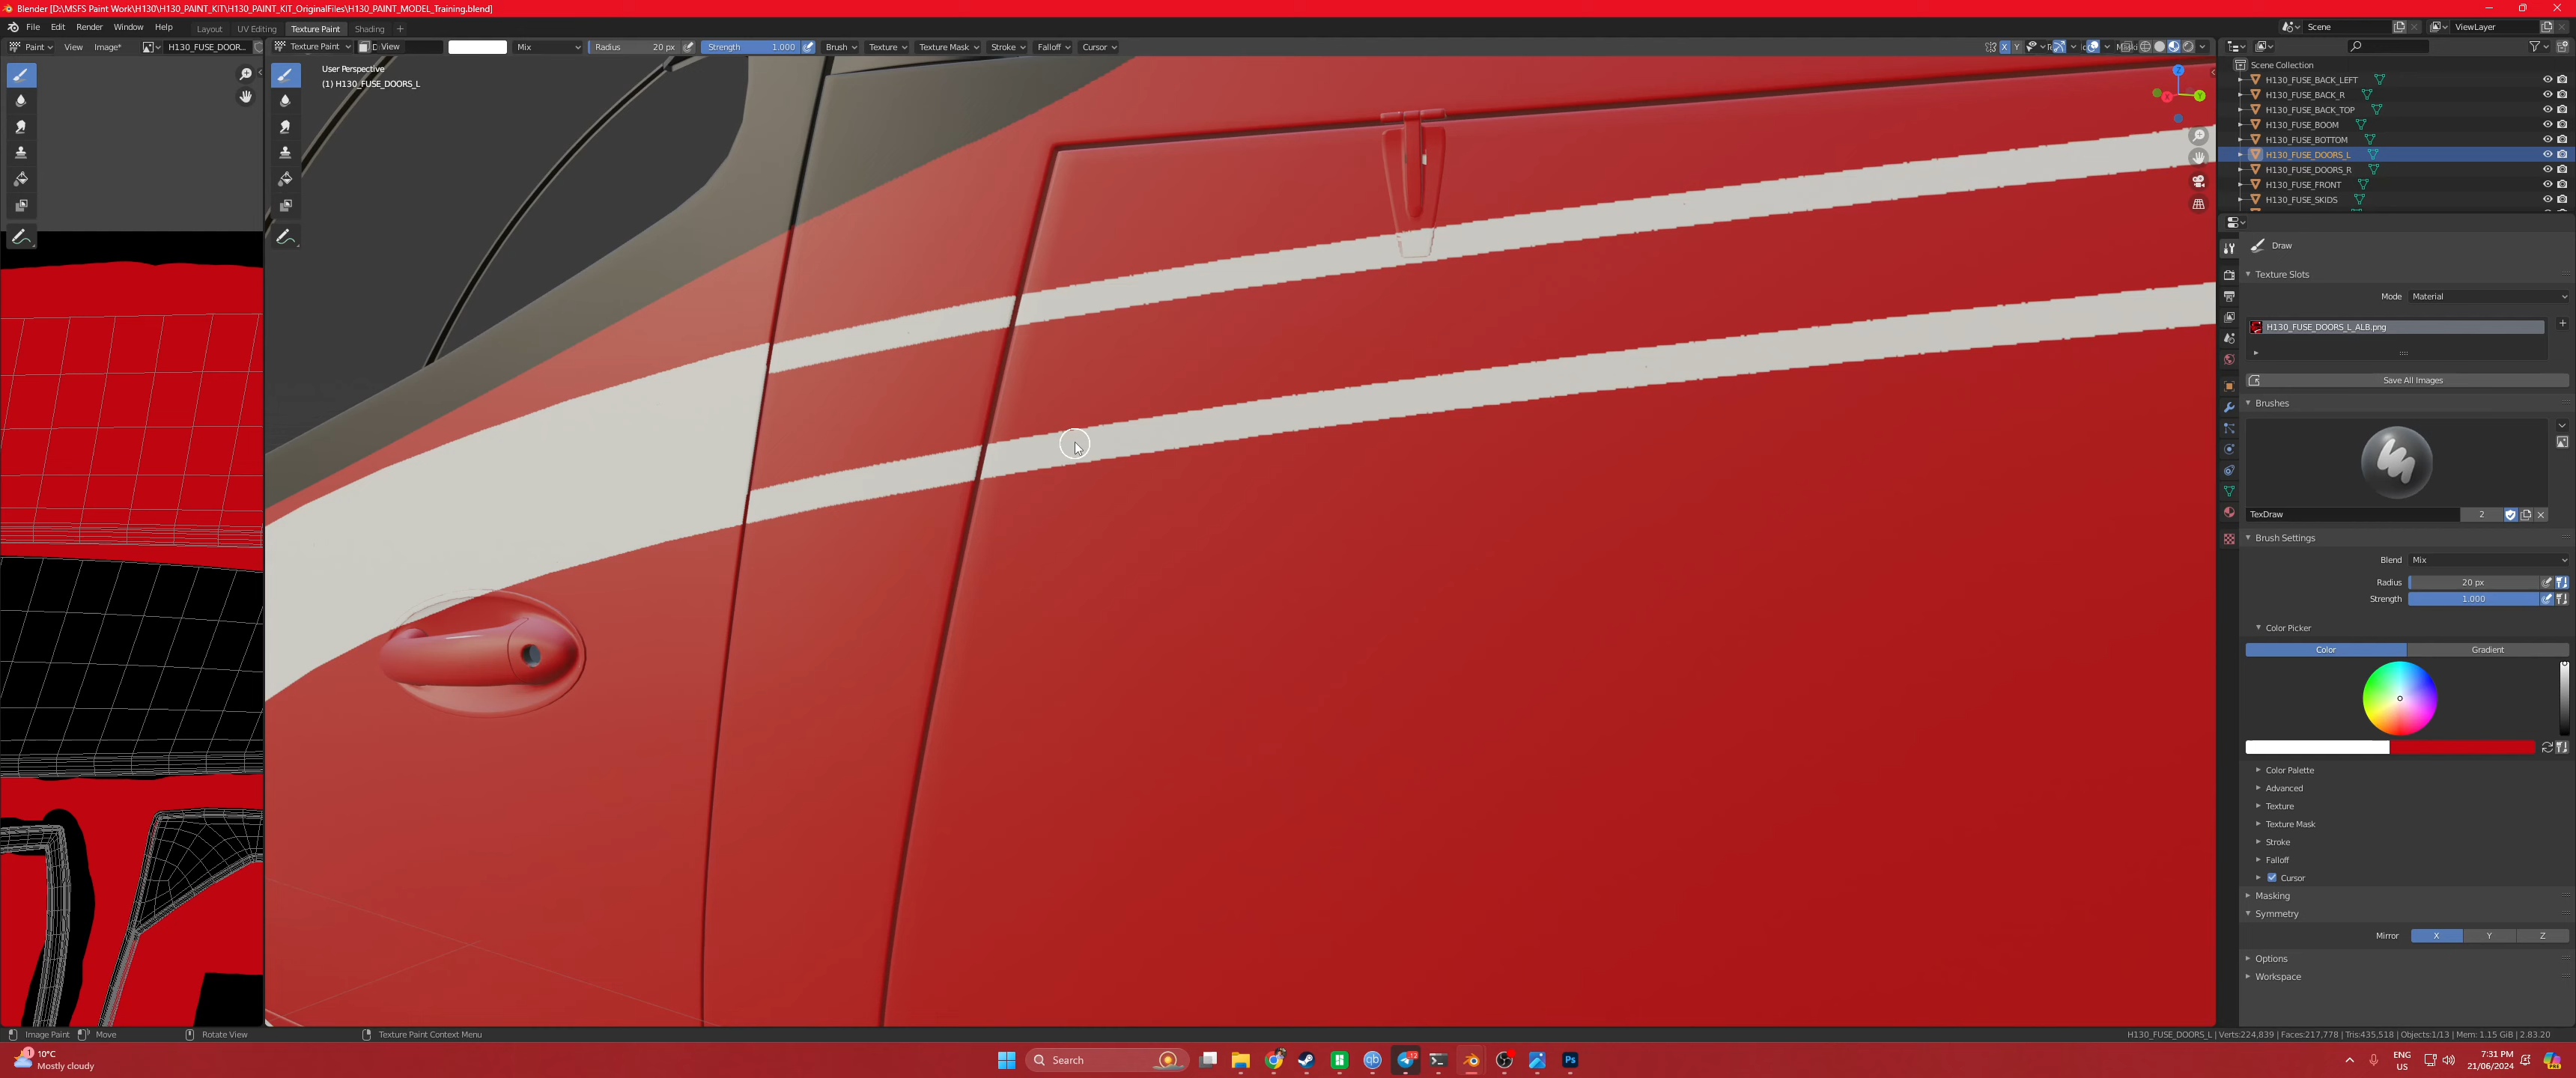 Blender [D:\MSFS Paint Work\H130\H130_PAINT_KIT\H130_PAINT_KIT_OriginalFiles\H130_PAINT_MODEL_Training.blend]
File Edit Render Window Help Layout UV Editing Texture Paint Shading + Scene ViewLayer
Paint View Image* H130_FUSE_DOOR... Texture Paint View Mix Radius 20 px Strength 1.000 Brush Texture Texture Mask Stroke Falloff Cursor X Y
User Perspective
(1) H130_FUSE_DOORS_L
Z
X
Y
Scene Collection
H130_FUSE_BACK_LEFT
H130_FUSE_BACK_R
H130_FUSE_BACK_TOP
H130_FUSE_BOOM
H130_FUSE_BOTTOM
H130_FUSE_DOORS_L
H130_FUSE_DOORS_R
H130_FUSE_FRONT
H130_FUSE_SKIDS
Draw
Texture Slots
Mode Material
H130_FUSE_DOORS_L_ALB.png
Save All Images
Brushes
TexDraw 2
Brush Settings
Blend Mix
Radius 20 px
Strength 1.000
Color Picker
Color Gradient
Color Palette
Advanced
Texture
Texture Mask
Stroke
Falloff
Cursor
Masking
Symmetry
Mirror X Y Z
Options
Workspace
Image Paint Move Rotate View Texture Paint Context Menu H130_FUSE_DOORS_L | Verts:224,839 | Faces:217,778 | Tris:435,518 | Objects:1/13 | Mem: 1.15 GiB | 2.83.20
1 10°C
Mostly cloudy
Search
qb
12
Ps
ENG
US
7:31 PM
21/06/2024
PRE